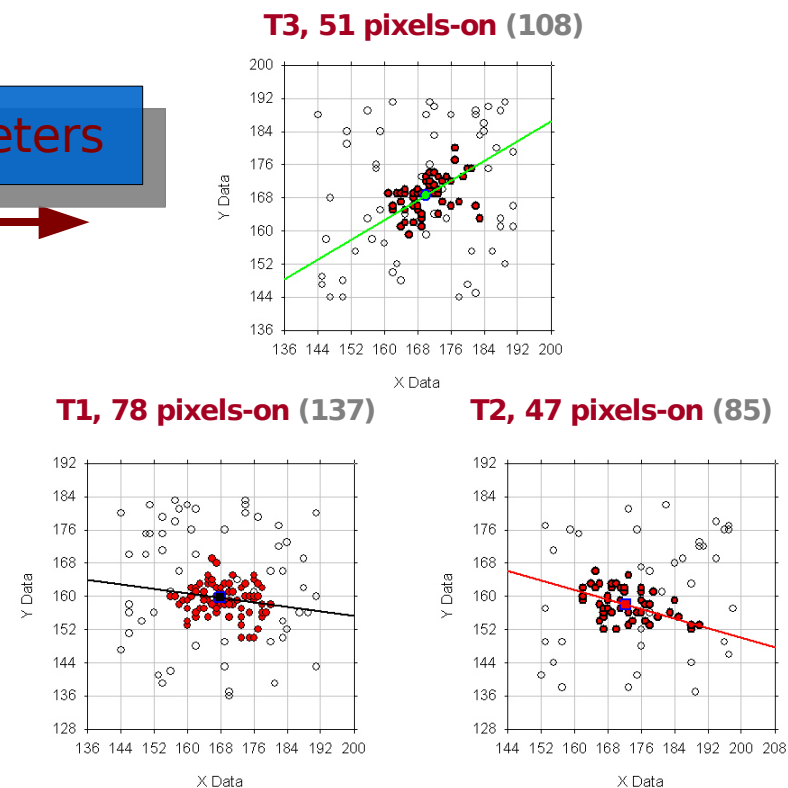 T3, 51 pixels-on (108)
eters
200
192
184
176
168
160
152
144
136
Y Data
136 144 152 160 168 176 184 192 200
X Data
T1, 78 pixels-on (137)
192
184
176
168
160
152
144
136
128
Y Data
136 144 152 160 168 176 184 192 200
X Data
T2, 47 pixels-on (85)
192
184
176
168
160
152
144
136
128
Y Data
144 152 160 168 176 184 192 200 208
X Data